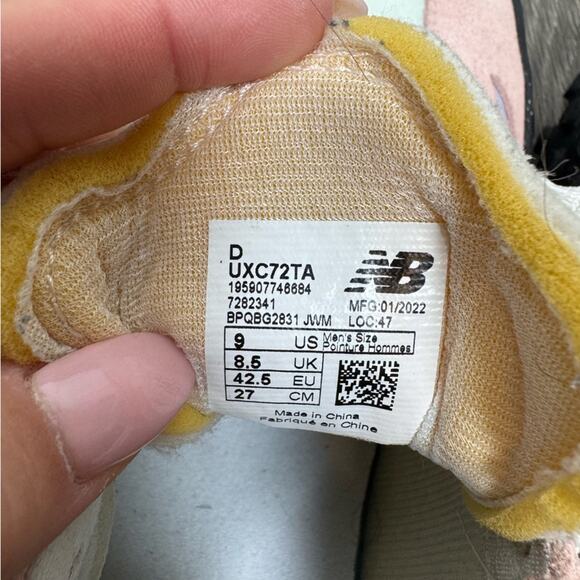 D
UXC72TA
195907746684
7282341
BPQBG2831 JWM
NB
MFG:01/2022
LOC:47
9 US Men's Size
Pointure Hommes
8.5 UK
42.5 EU
27 CM
Made in China
Fabriqué en Chine